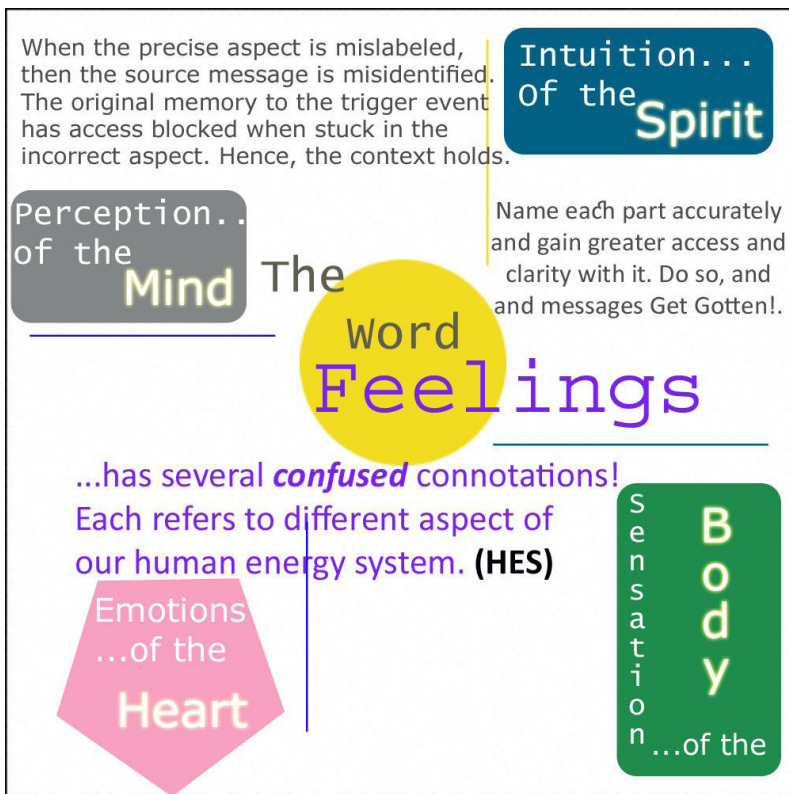 When the precise aspect is mislabeled,
then the source message is misidentified.
The original memory to the trigger event
has access blocked when stuck in the
incorrect aspect. Hence, the context holds.
Intuition...
Of the
Spirit
Perception..
of the
Mind
Name each part accurately
and gain greater access and
clarity with it. Do so, and
and messages Get Gotten!.
The
Word
Feelings
...has several confused connotations!
Each refers to different aspect of
our human energy system. (HES)
Emotions
...of the
Heart
Sensation
...of the
Body